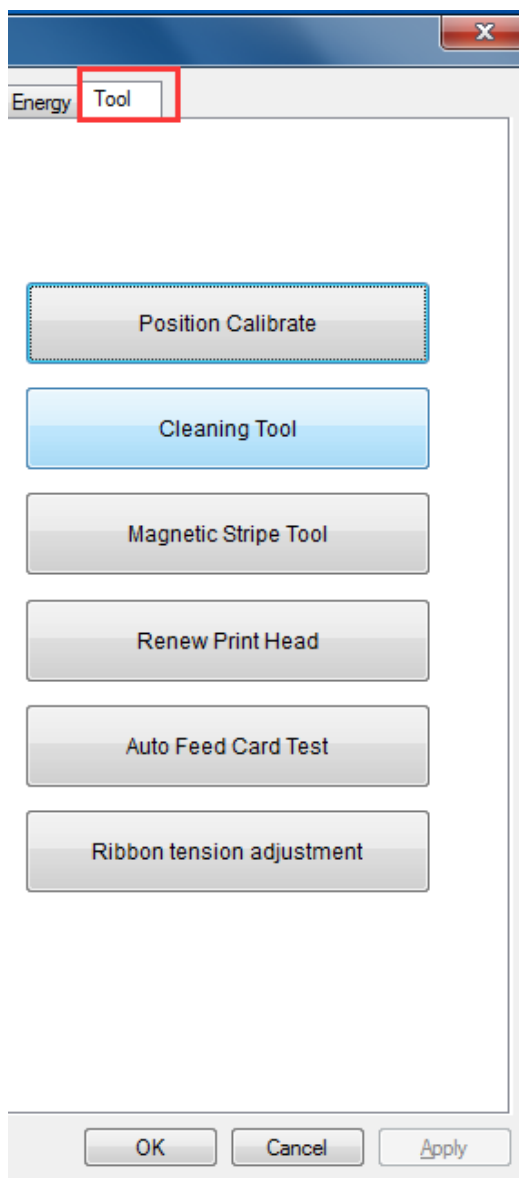 X
Energy Tool
Position Calibrate
Cleaning Tool
Magnetic Stripe Tool
Renew Print Head
Auto Feed Card Test
Ribbon tension adjustment
OK Cancel Apply